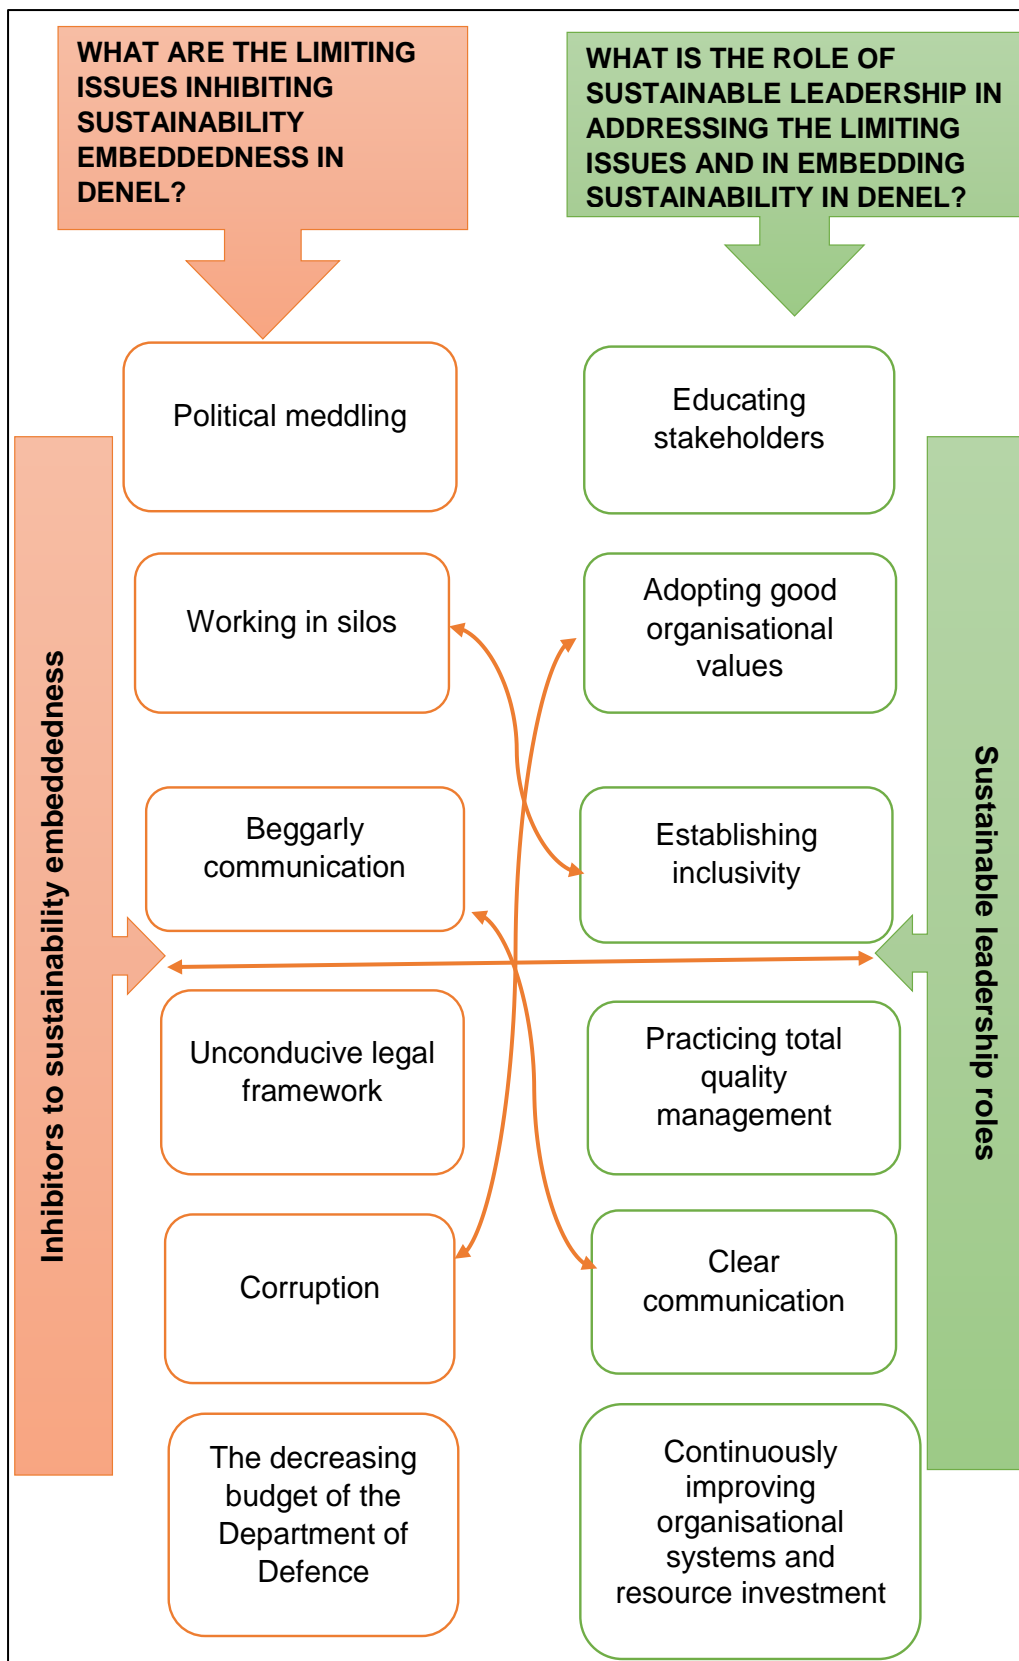 WHAT ARE THE LIMITING
ISSUES INHIBITING
SUSTAINABILITY
EMBEDDEDNESS IN
DENEL?
WHAT IS THE ROLE OF
SUSTAINABLE LEADERSHIP IN
ADDRESSING THE LIMITING
ISSUES AND IN EMBEDDING
SUSTAINABILITY IN DENEL?
Inhibitors to sustainability embeddedness
Political meddling
Working in silos
Beggarly
communication
Unconducive legal
framework
Corruption
The decreasing
budget of the
Department of
Defence
Educating
stakeholders
Adopting good
organisational
values
Establishing
inclusivity
Practicing total
quality
management
Clear
communication
Continuously
improving
organisational
systems and
resource investment
Sustainable leadership roles